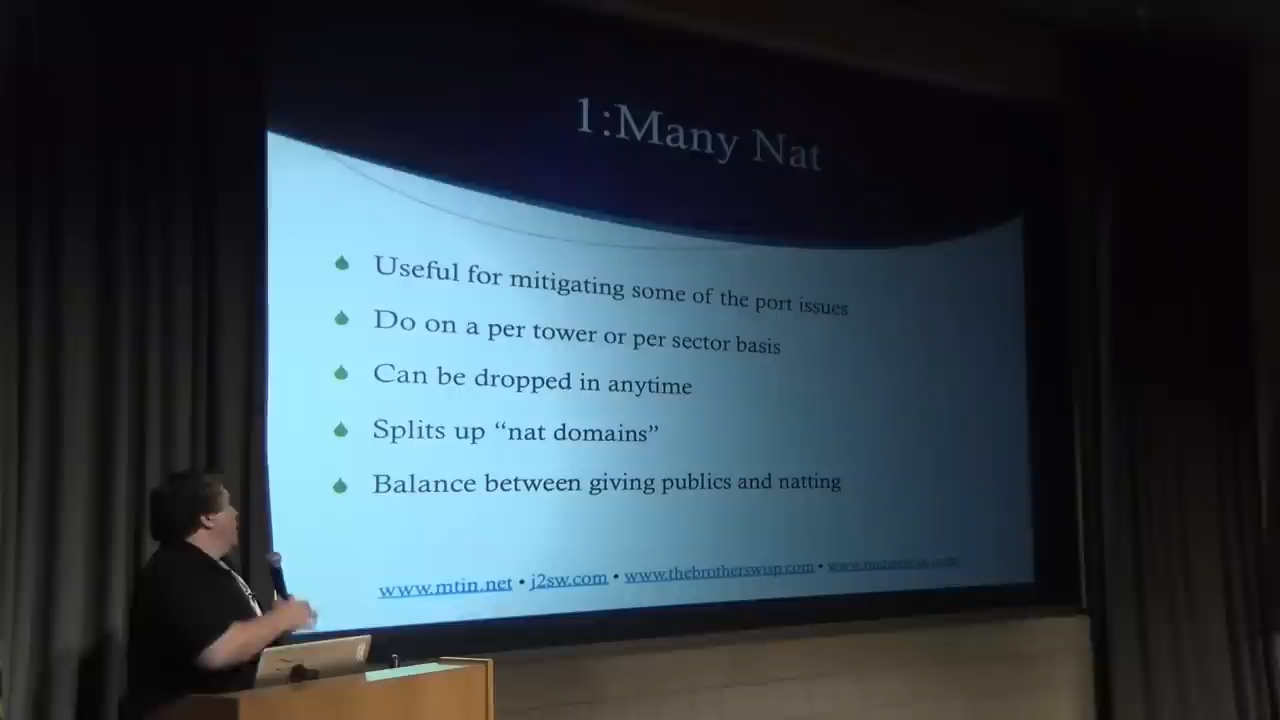 1:Many Nat
Useful for mitigating some of the port issues
Do on a per tower or per sector basis
Can be dropped in anytime
Splits up “nat domains”
Balance between giving publics and natting
www.mtin.net • j2sw.com • www.thebrotherswisp.com •